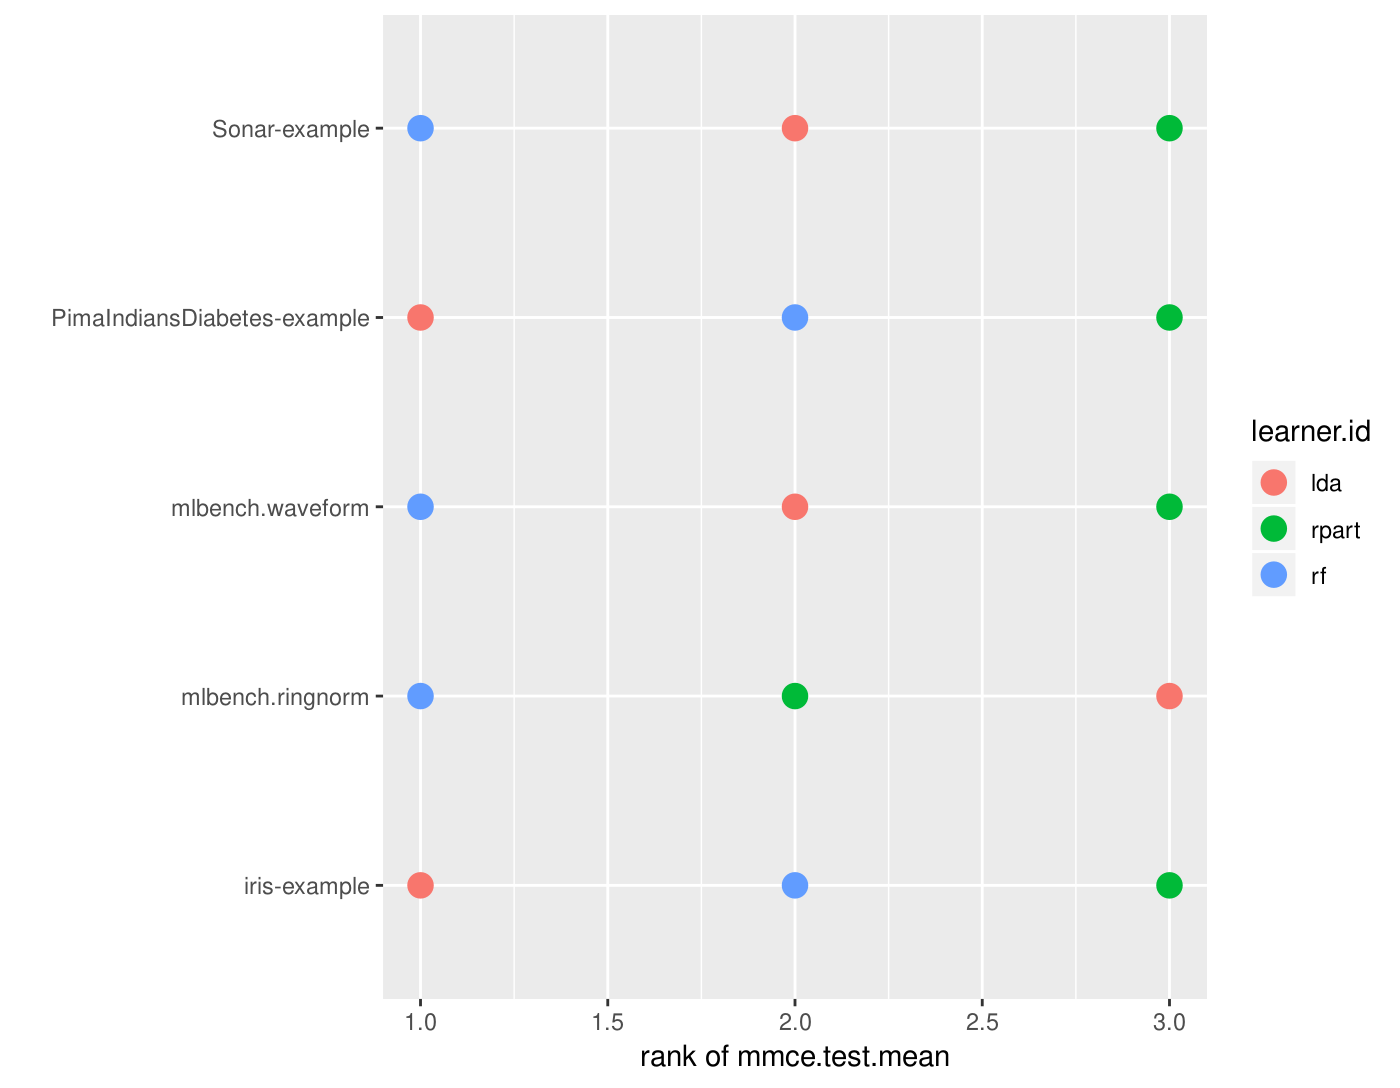 Sonar-example
PimaIndiansDiabetes-example
mlbench.waveform
mlbench.ringnorm
iris-example
1.0 1.5 2.0 2.5 3.0
rank of mmce.test.mean
learner.id
lda
rpart
rf